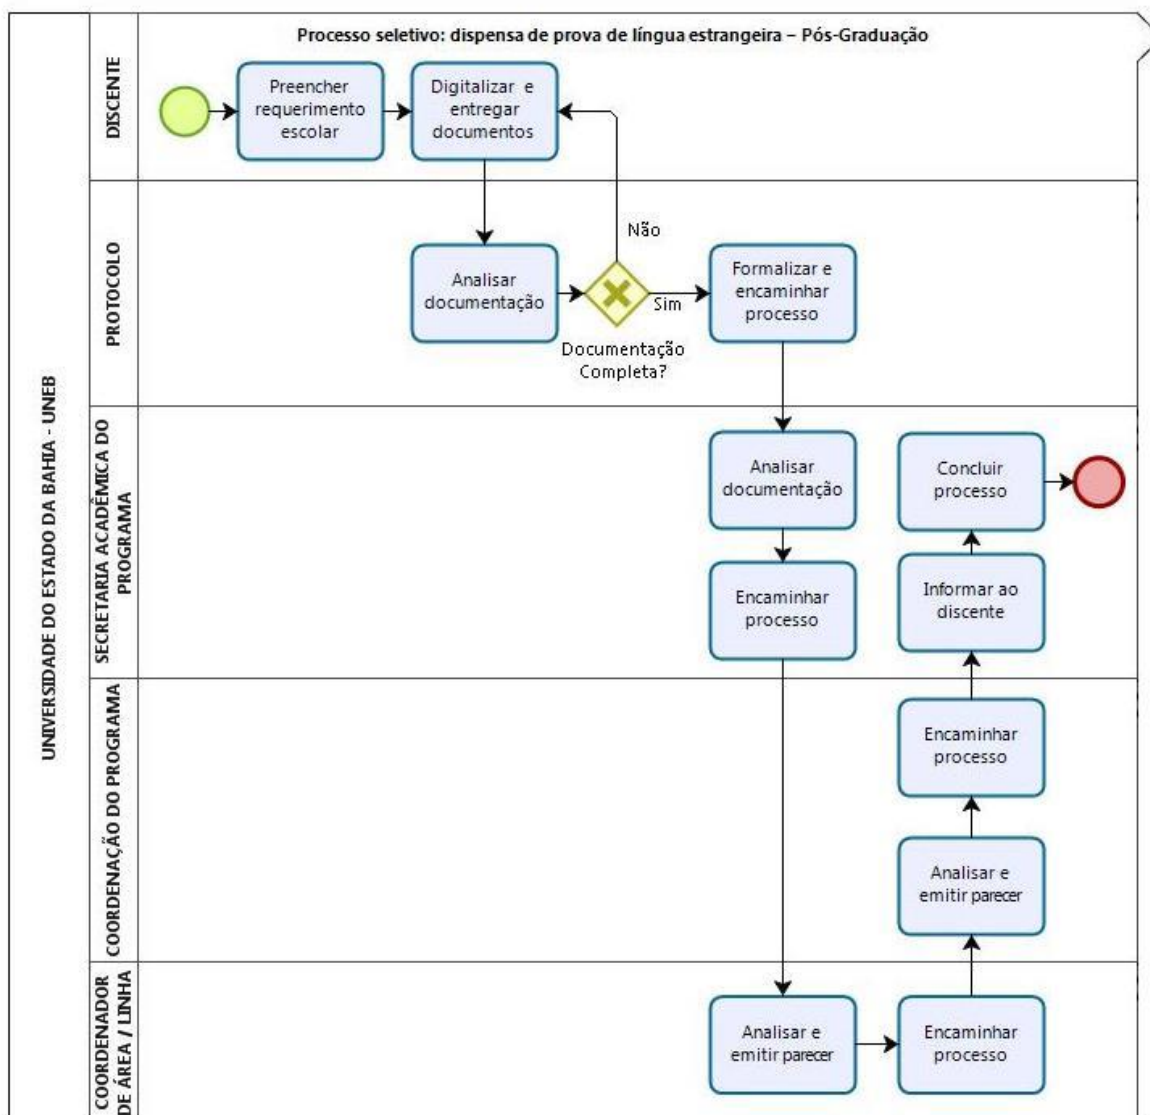 Processo seletivo: dispensa de prova de língua estrangeira – Pós-Graduação
UNIVERSIDADE DO ESTADO DA BAHIA - UNEB
DISCENTE
Preencher
requerimento
escolar
Digitalizar e
entregar
documentos
PROTOCOLO
Analisar
documentação
Não
Sim
Documentação
Completa?
Formalizar e
encaminhar
processo
SECRETARIA ACADÊMICA DO
PROGRAMA
Analisar
documentação
Encaminhar
processo
Concluir
processo
Informar ao
discente
COORDENAÇÃO DO PROGRAMA
Encaminhar
processo
Analisar e
emitir parecer
COORDENADOR
DE ÁREA / LINHA
Analisar e
emitir parecer
Encaminhar
processo